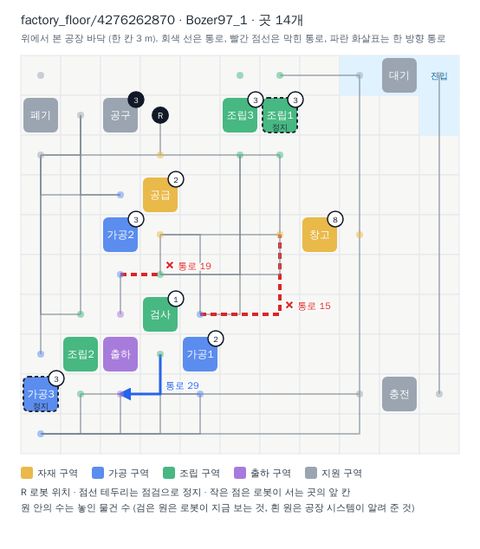 factory_floor/4276262870 · Bozer97_1 · 곳 14개
위에서 본 공장 바닥 (한 칸 3 m). 회색 선은 통로, 빨간 점선은 막힌 통로, 파란 화살표는 한 방향 통로
대기
폐기
공구
3
R
조립3
3
조립1
3
정지
공급
2
가공2
3
창고
8
✕ 통로 19
✕ 통로 15
검사
1
조립2
출하
가공1
2
통로 29
가공3
3
정지
충전
자재 구역
가공 구역
조립 구역
출하 구역
지원 구역
R 로봇 위치 · 점선 테두리는 점검으로 정지 · 작은 점은 로봇이 서는 곳의 앞 칸
원 안의 수는 놓인 물건 수 (검은 원은 로봇이 지금 보는 것, 흰 원은 공장 시스템이 알려 준 것)